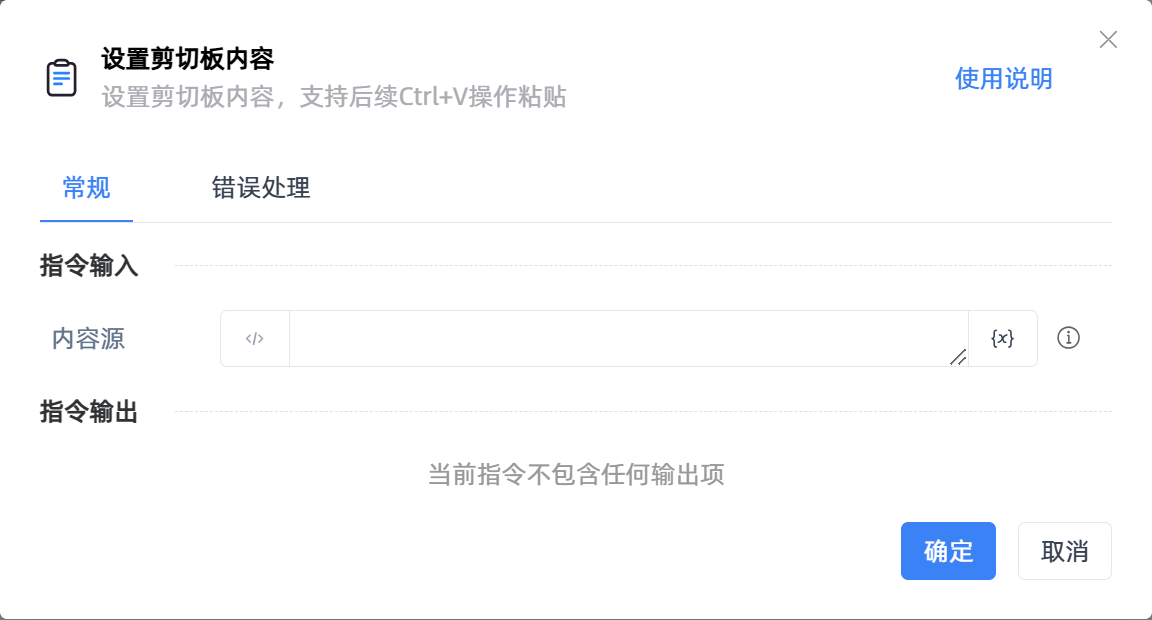 设置剪切板内容
设置剪切板内容，支持后续Ctrl+V操作粘贴
使用说明
常规
错误处理
指令输入
内容源
</>
{x}
指令输出
当前指令不包含任何输出项
确定
取消